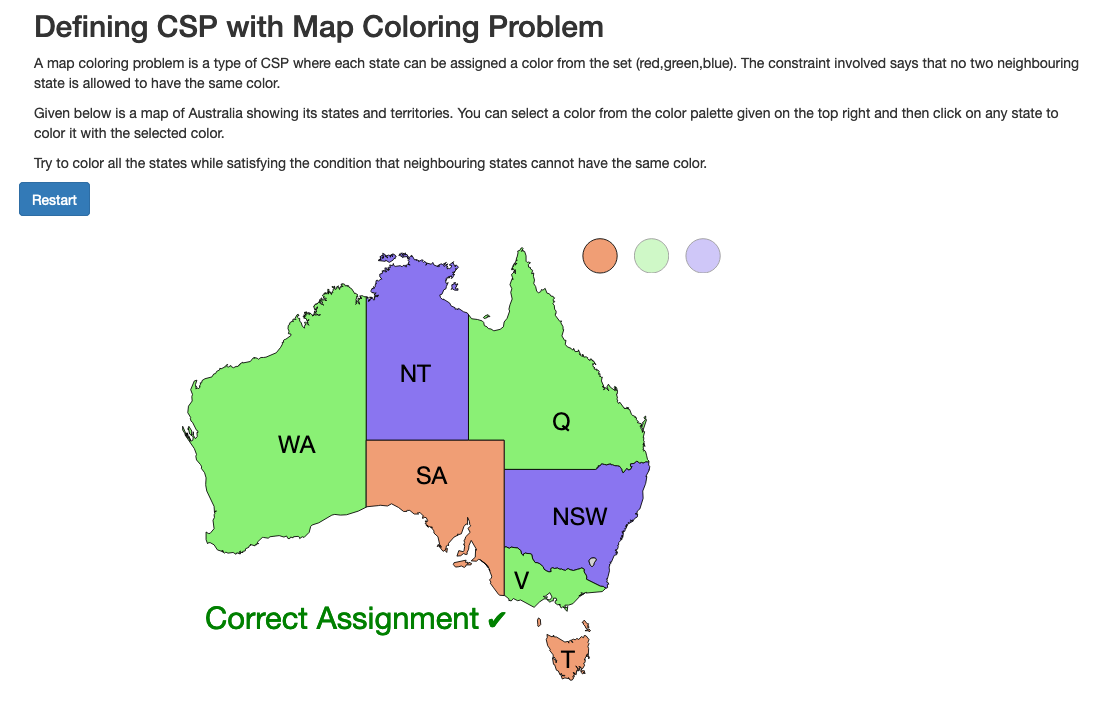 Defining CSP with Map Coloring Problem
A map coloring problem is a type of CSP where each state can be assigned a color from the set (red,green,blue). The constraint involved says that no two neighbouring
state is allowed to have the same color.
Given below is a map of Australia showing its states and territories. You can select a color from the color palette given on the top right and then click on any state to
color it with the selected color.
Try to color all the states while satisfying the condition that neighbouring states cannot have the same color.
Restart
NT
Q
WA
SA
NSW
V
Correct Assignment ✔
T